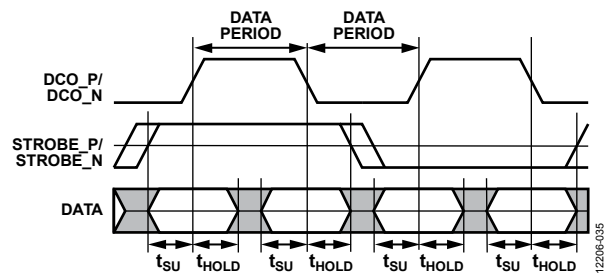 DATA
PERIOD
DATA
PERIOD
DCO_P/
DCO_N
STROBE_P/
STROBE_N
DATA
tSU tHOLD tSU tHOLD tSU tHOLD tSU tHOLD
12206-035